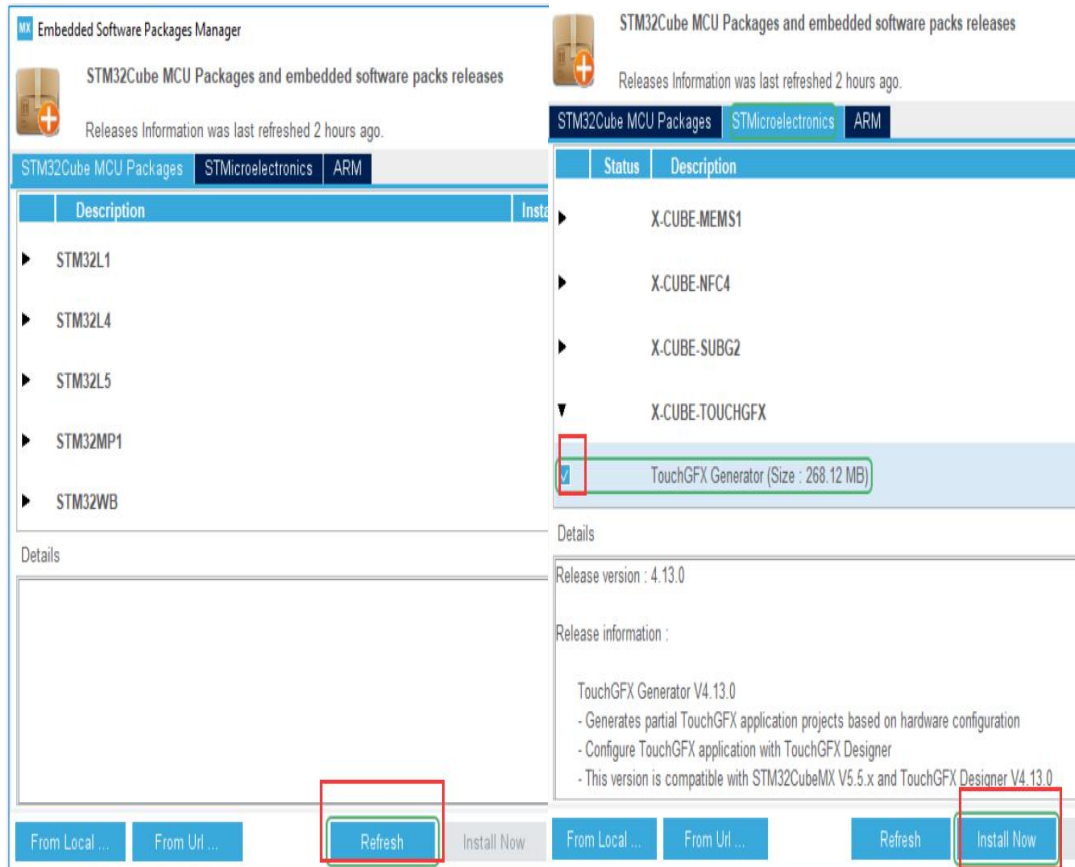 MX Embedded Software Packages Manager
STM32Cube MCU Packages and embedded software packs releases
Releases Information was last refreshed 2 hours ago.
STM32Cube MCU Packages STMicroelectronics ARM
Description
STM32L1
STM32L4
STM32L5
STM32MP1
STM32WB
Details
From Local ... From Url ... Refresh Install Now
STM32Cube MCU Packages and embedded software packs releases
Releases Information was last refreshed 2 hours ago.
STM32Cube MCU Packages STMicroelectronics ARM
Status Description
X-CUBE-MEMS1
X-CUBE-NFC4
X-CUBE-SUBG2
X-CUBE-TOUCHGFX
TouchGFX Generator (Size : 268.12 MB)
Details
Release version : 4.13.0
Release information :
TouchGFX Generator V4.13.0
- Generates partial TouchGFX application projects based on hardware configuration
- Configure TouchGFX application with TouchGFX Designer
- This version is compatible with STM32CubeMX V5.5.x and TouchGFX Designer V4.13.0
From Local ... From Url ... Refresh Install Now